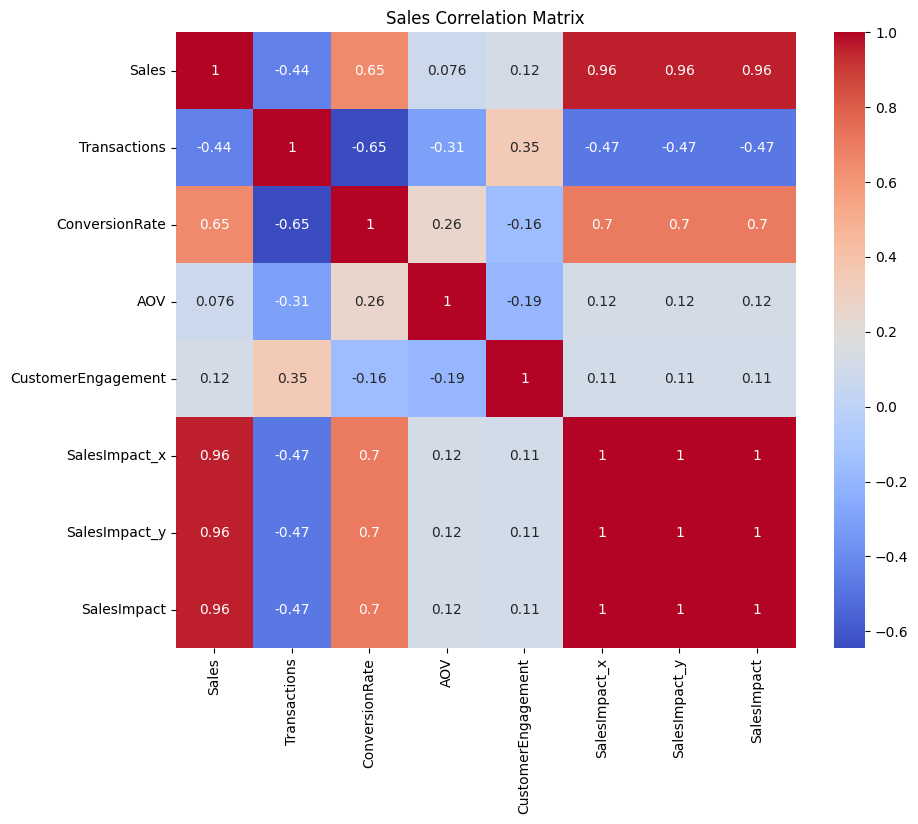 Sales Correlation Matrix
Sales 1 -0.44 0.65 0.076 0.12 0.96 0.96 0.96
Transactions -0.44 1 -0.65 -0.31 0.35 -0.47 -0.47 -0.47
ConversionRate 0.65 -0.65 1 0.26 -0.16 0.7 0.7 0.7
AOV 0.076 -0.31 0.26 1 -0.19 0.12 0.12 0.12
CustomerEngagement 0.12 0.35 -0.16 -0.19 1 0.11 0.11 0.11
SalesImpact_x 0.96 -0.47 0.7 0.12 0.11 1 1 1
SalesImpact_y 0.96 -0.47 0.7 0.12 0.11 1 1 1
SalesImpact 0.96 -0.47 0.7 0.12 0.11 1 1 1
Sales
Transactions
ConversionRate
AOV
CustomerEngagement
SalesImpact_x
SalesImpact_y
SalesImpact
1.0
0.8
0.6
0.4
0.2
0.0
−0.2
−0.4
−0.6